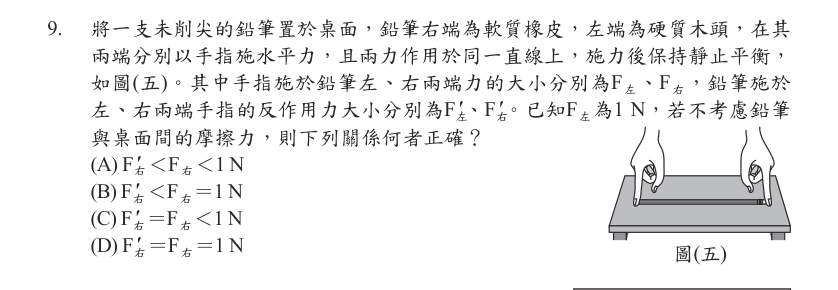 9. 將一支未削尖的鉛筆置於桌面，鉛筆右端為軟質橡皮，左端為硬質木頭，在其
兩端分別以手指施水平力，且兩力作用於同一直線上，施力後保持靜止平衡，
如圖(五)。其中手指施於鉛筆左、右兩端力的大小分別為F左、F右，鉛筆施於
左、右兩端手指的反作用力大小分別為F′左、F′右。已知F左為1 N，若不考慮鉛筆
與桌面間的摩擦力，則下列關係何者正確？
(A) F′右＜F右＜1 N
(B) F′右＜F右＝1 N
(C) F′右＝F右＜1 N
(D) F′右＝F右＝1 N
圖(五)